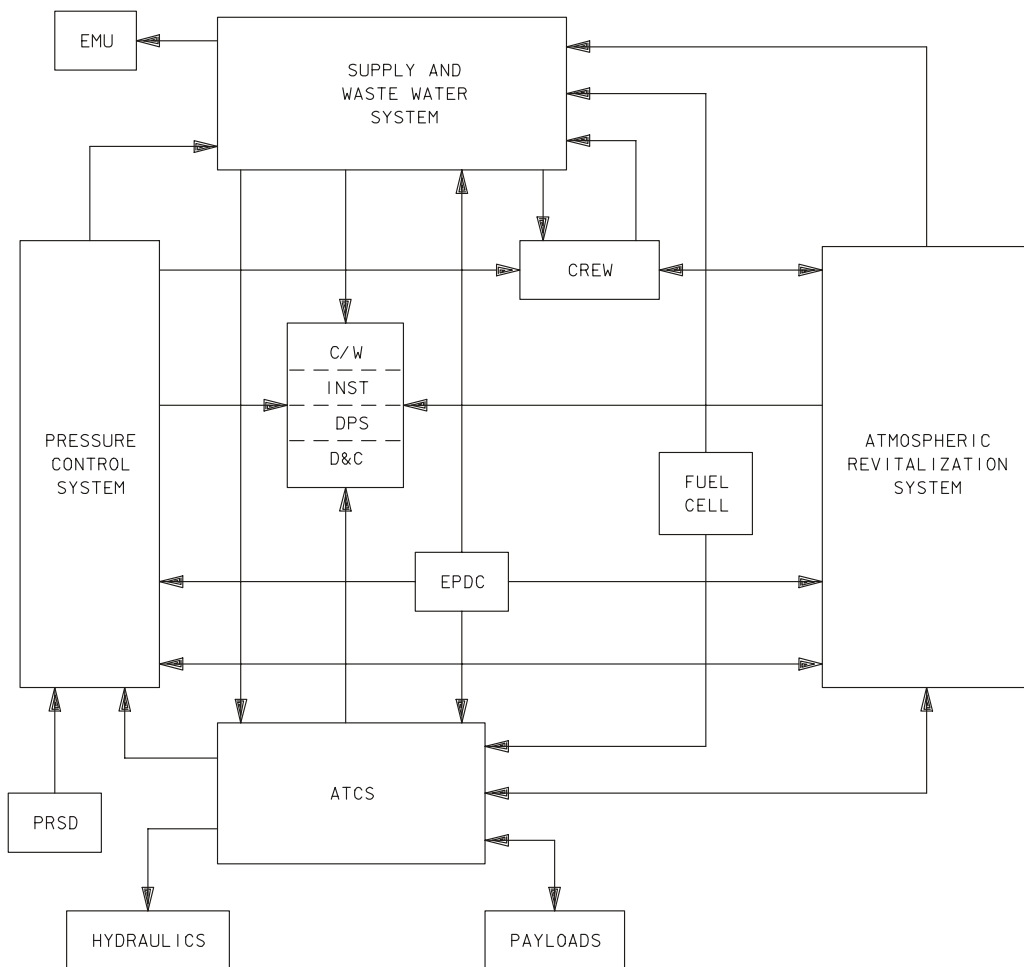 EMU
SUPPLY AND
WASTE WATER
SYSTEM
CREW
C/W
INST
DPS
D&C
PRESSURE
CONTROL
SYSTEM
ATMOSPHERIC
REVITALIZATION
SYSTEM
FUEL
CELL
EPDC
ATCS
PRSD
HYDRAULICS
PAYLOADS